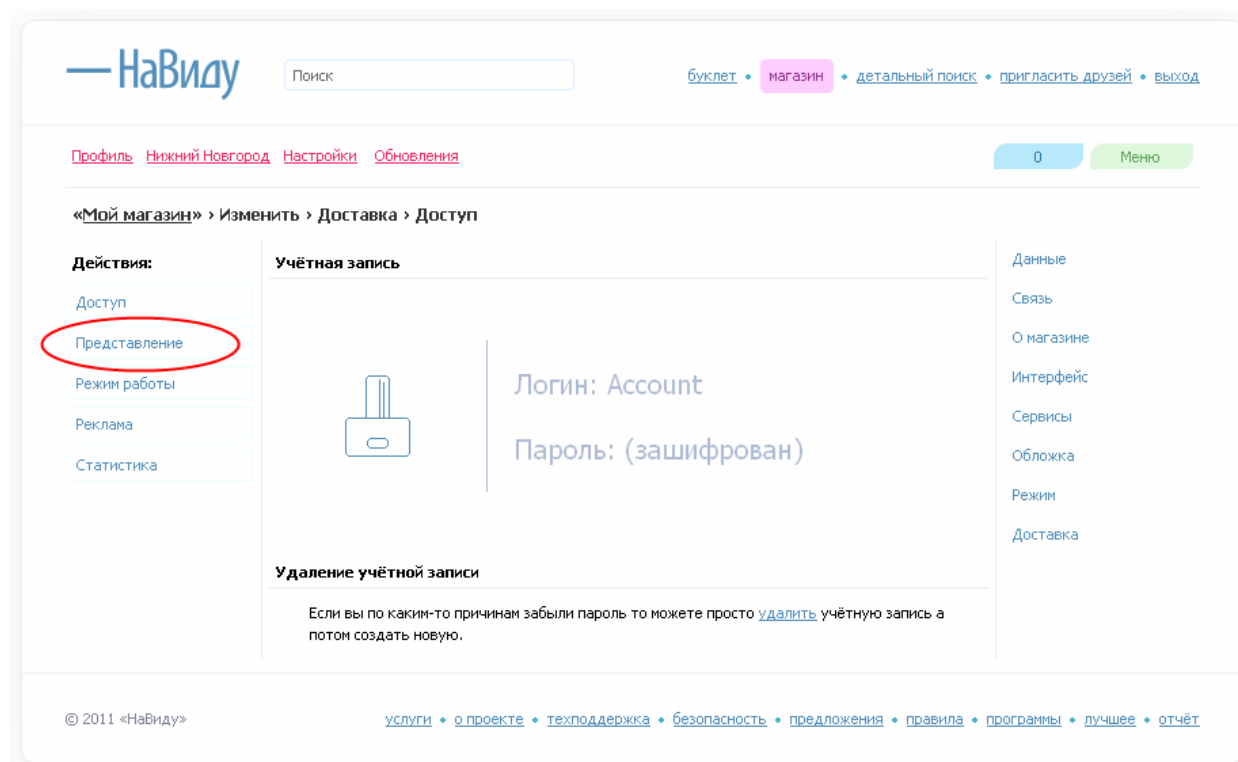 — НаВиду
Поиск
буклет • магазин • детальный поиск • пригласить друзей • выход
Профиль Нижний Новгород Настройки Обновления
0 Меню
«Мой магазин» › Изменить › Доставка › Доступ
Действия:
Доступ
Представление
Режим работы
Реклама
Статистика
Учётная запись
Логин: Account
Пароль: (зашифрован)
Удаление учётной записи
Если вы по каким-то причинам забыли пароль то можете просто удалить учётную запись а
потом создать новую.
Данные
Связь
О магазине
Интерфейс
Сервисы
Обложка
Режим
Доставка
© 2011 «НаВиду»
услуги • о проекте • техподдержка • безопасность • предложения • правила • программы • лучшее • отчёт